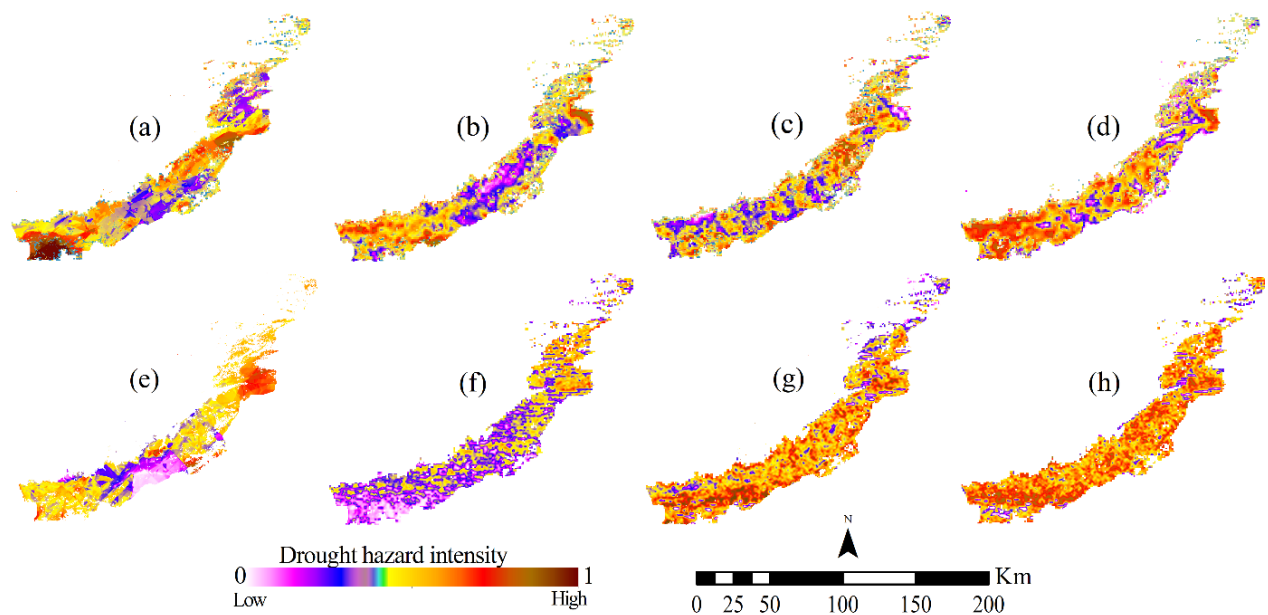 (a)
(b)
(c)
(d)
(e)
(f)
(g)
(h)
N
Drought hazard intensity
0 1
Low High
Km
0 25 50 100 150 200